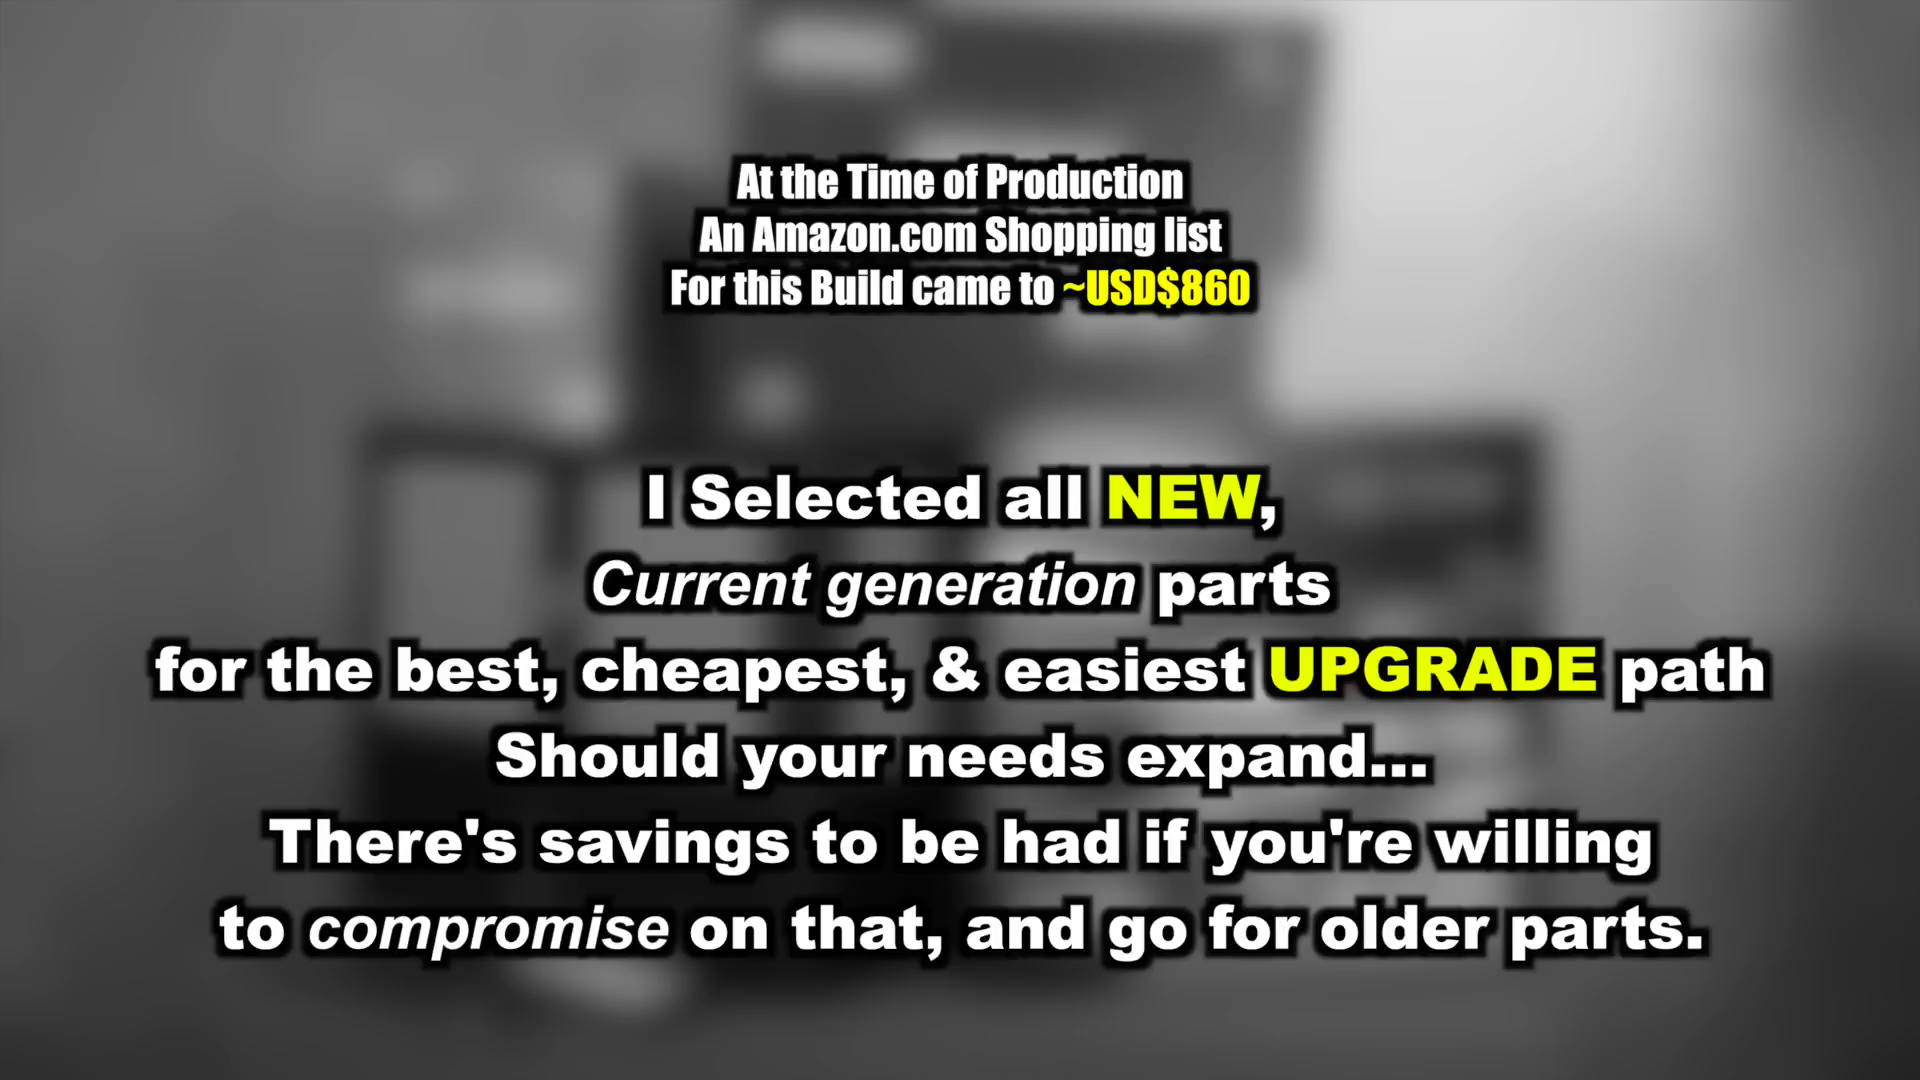 At the Time of Production
An Amazon.com Shopping list
For this Build came to ~USD$860
I Selected all NEW,
Current generation parts
for the best, cheapest, & easiest UPGRADE path
Should your needs expand...
There's savings to be had if you're willing
to compromise on that, and go for older parts.